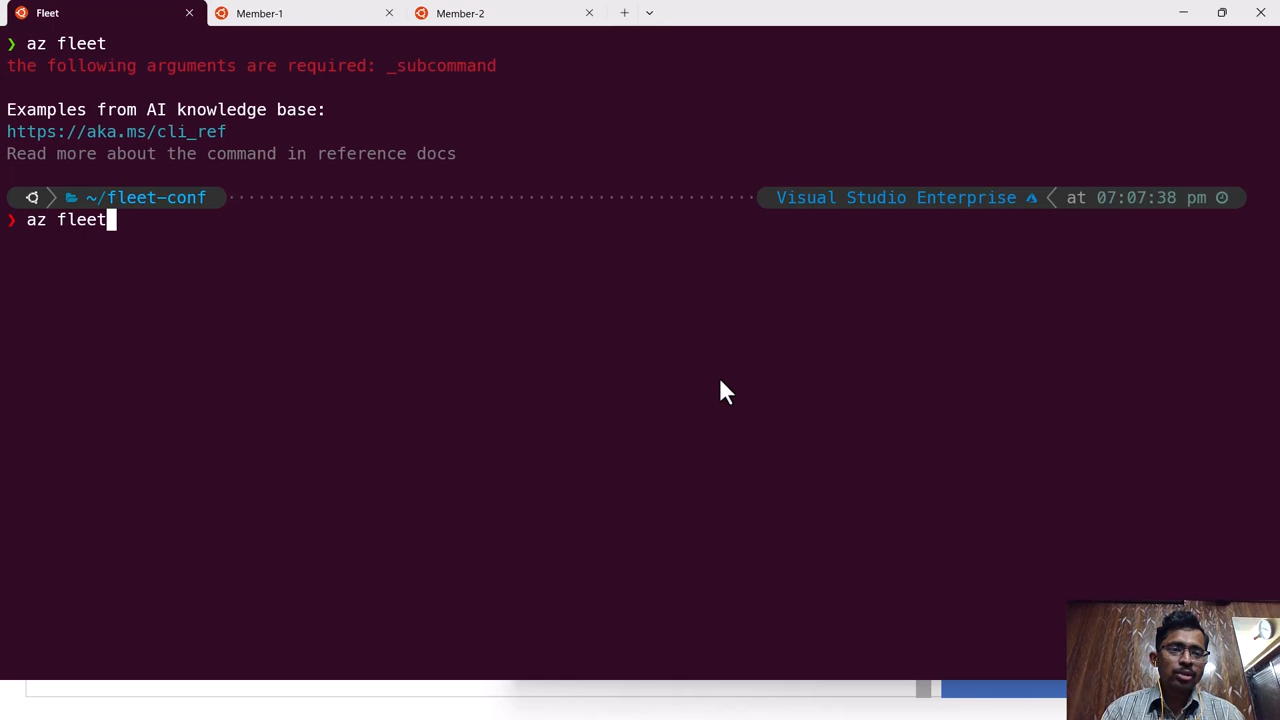 Fleet
Member-1
Member-2
❯ az fleet
the following arguments are required: _subcommand
Examples from AI knowledge base:
https://aka.ms/cli_ref
Read more about the command in reference docs
~/fleet-conf
Visual Studio Enterprise
at 07:07:38 pm
❯ az fleet